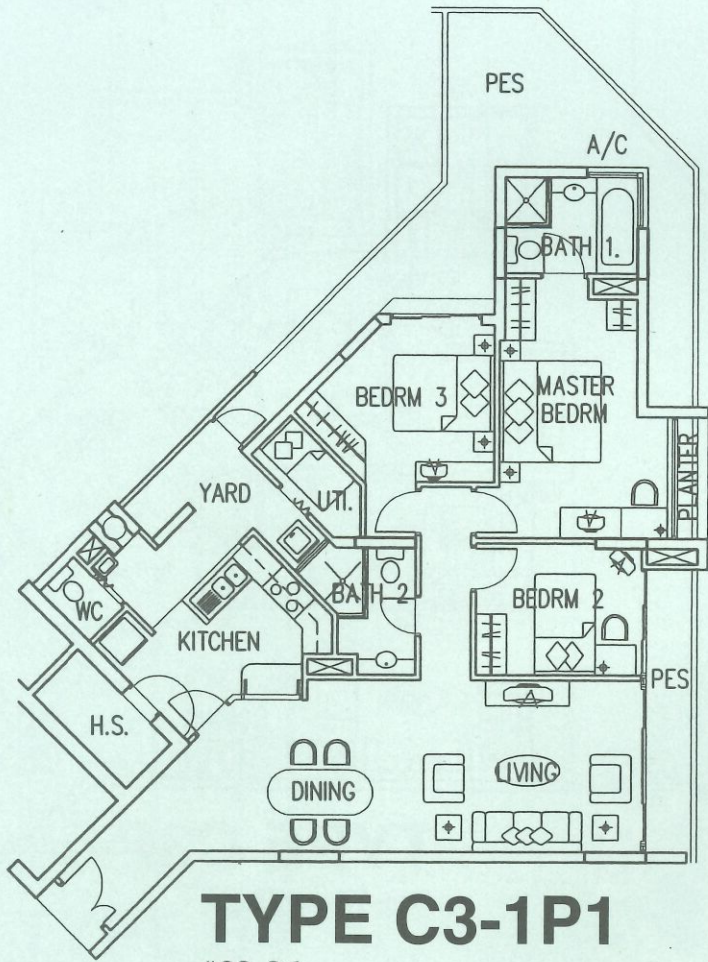 PES
A/C
BATH 1.
BEDRM 3
MASTER
BEDRM
PLANTER
YARD
UTI.
BATH 2
BEDRM 2
WC
KITCHEN
PES
H.S.
LIVING
DINING
TYPE C3-1P1